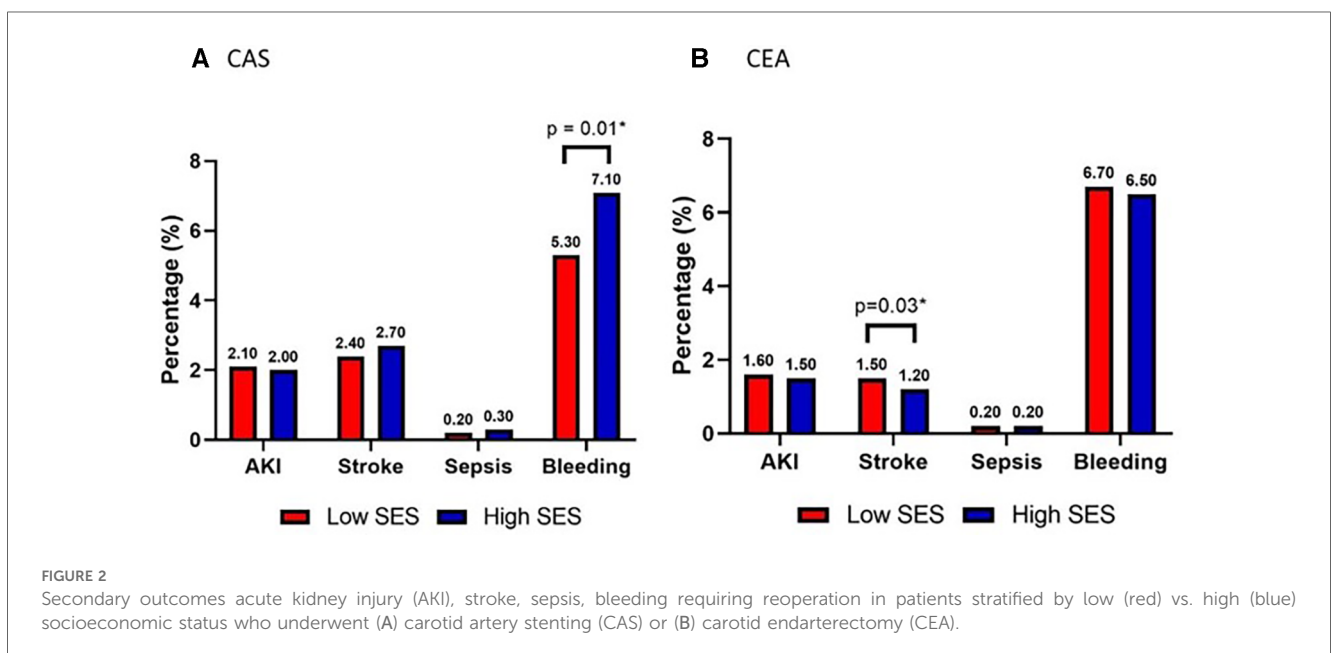 A CAS
p = 0.01*
8
6
4
2
0
Percentage (%)
2.10 2.00
2.40 2.70
0.20 0.30
5.30 7.10
AKI Stroke Sepsis Bleeding
Low SES High SES
B CEA
p=0.03*
8
6
4
2
0
Percentage (%)
1.60 1.50
1.50 1.20
0.20 0.20
6.70 6.50
AKI Stroke Sepsis Bleeding
Low SES High SES
FIGURE 2
Secondary outcomes acute kidney injury (AKI), stroke, sepsis, bleeding requiring reoperation in patients stratified by low (red) vs. high (blue)
socioeconomic status who underwent (A) carotid artery stenting (CAS) or (B) carotid endarterectomy (CEA).